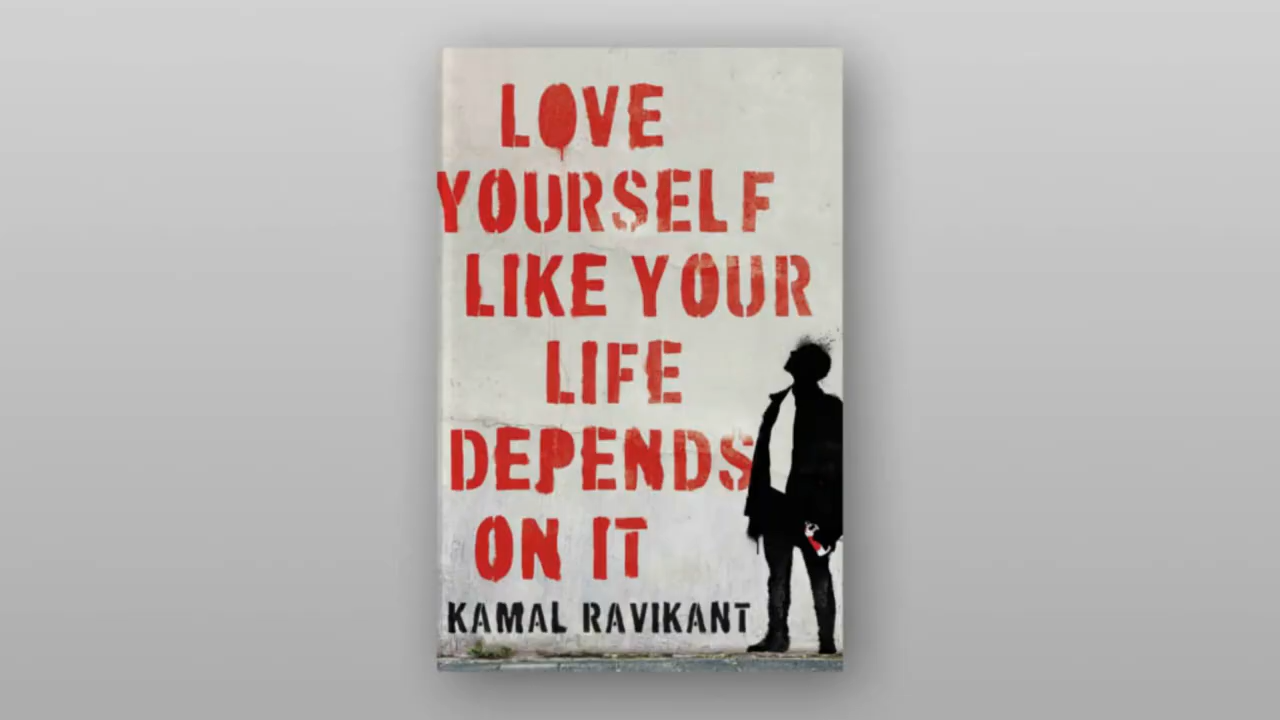 LOVE
YOURSELF
LIKE YOUR
LIFE
DEPENDS
ON IT
KAMAL RAVIKANT